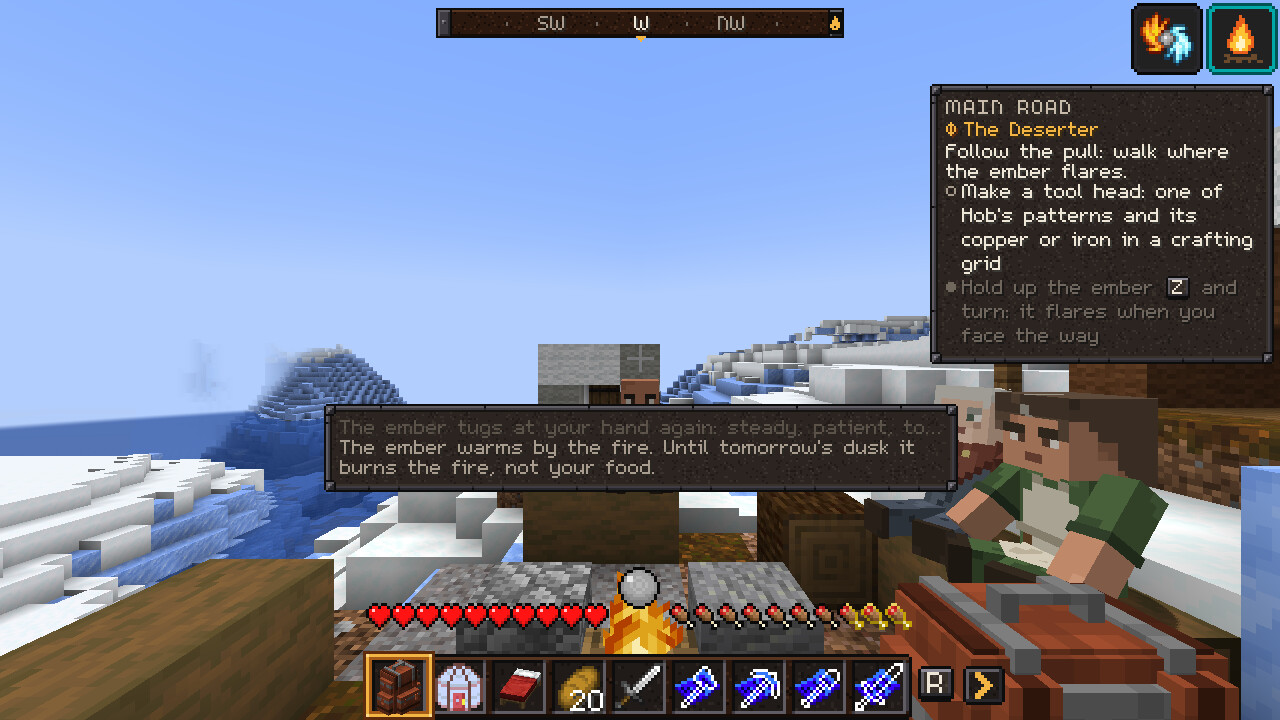 SW · W · NW
MAIN ROAD
The Deserter
Follow the pull: walk where
the ember flares.
Make a tool head: one of
Hob's patterns and its
copper or iron in a crafting
grid
Hold up the ember Z and
turn: it flares when you
face the way
The ember tugs at your hand again: steady, patient, to...
The ember warms by the fire. Until tomorrow's dusk it
burns the fire, not your food.
20
R